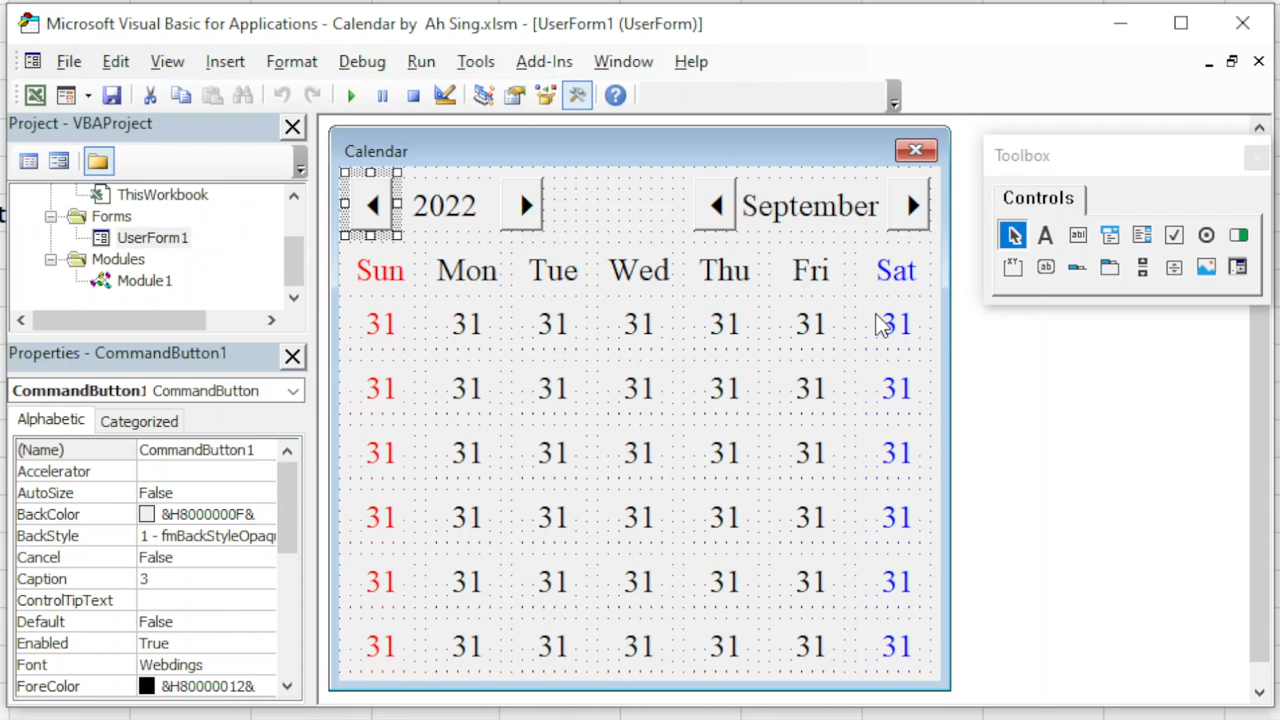 Microsoft Visual Basic for Applications - Calendar by Ah Sing.xlsm - [UserForm1 (UserForm)]
File Edit View Insert Format Debug Run Tools Add-Ins Window Help
Project - VBAProject
ThisWorkbook
Forms
UserForm1
Modules
Module1
Properties - CommandButton1
CommandButton1 CommandButton
Alphabetic Categorized
(Name) CommandButton1
Accelerator
AutoSize False
BackColor &H8000000F&
BackStyle 1 - fmBackStyleOpaqu
Cancel False
Caption 3
ControlTipText
Default False
Enabled True
Font Webdings
ForeColor &H80000012&
Calendar
2022 September
Sun Mon Tue Wed Thu Fri Sat
31 31 31 31 31 31 31
31 31 31 31 31 31 31
31 31 31 31 31 31 31
31 31 31 31 31 31 31
31 31 31 31 31 31 31
31 31 31 31 31 31 31
Toolbox
Controls